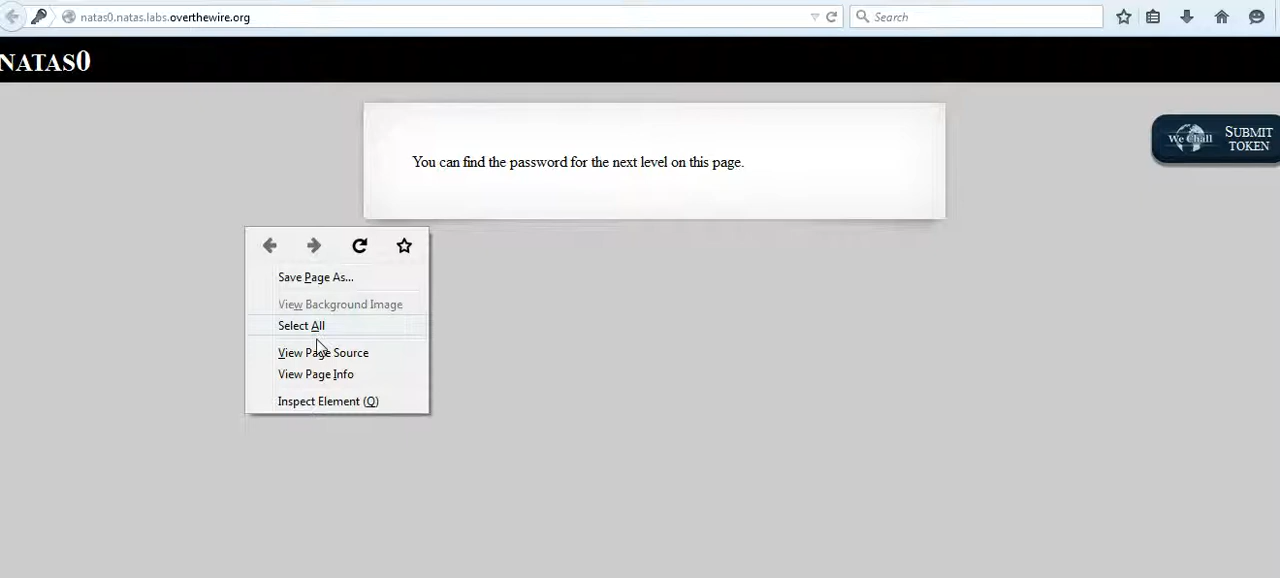 natas0.natas.labs.overthewire.org
Search
NATAS0
You can find the password for the next level on this page.
We Chall
SUBMIT
TOKEN
Save Page As...
View Background Image
Select All
View Page Source
View Page Info
Inspect Element (Q)